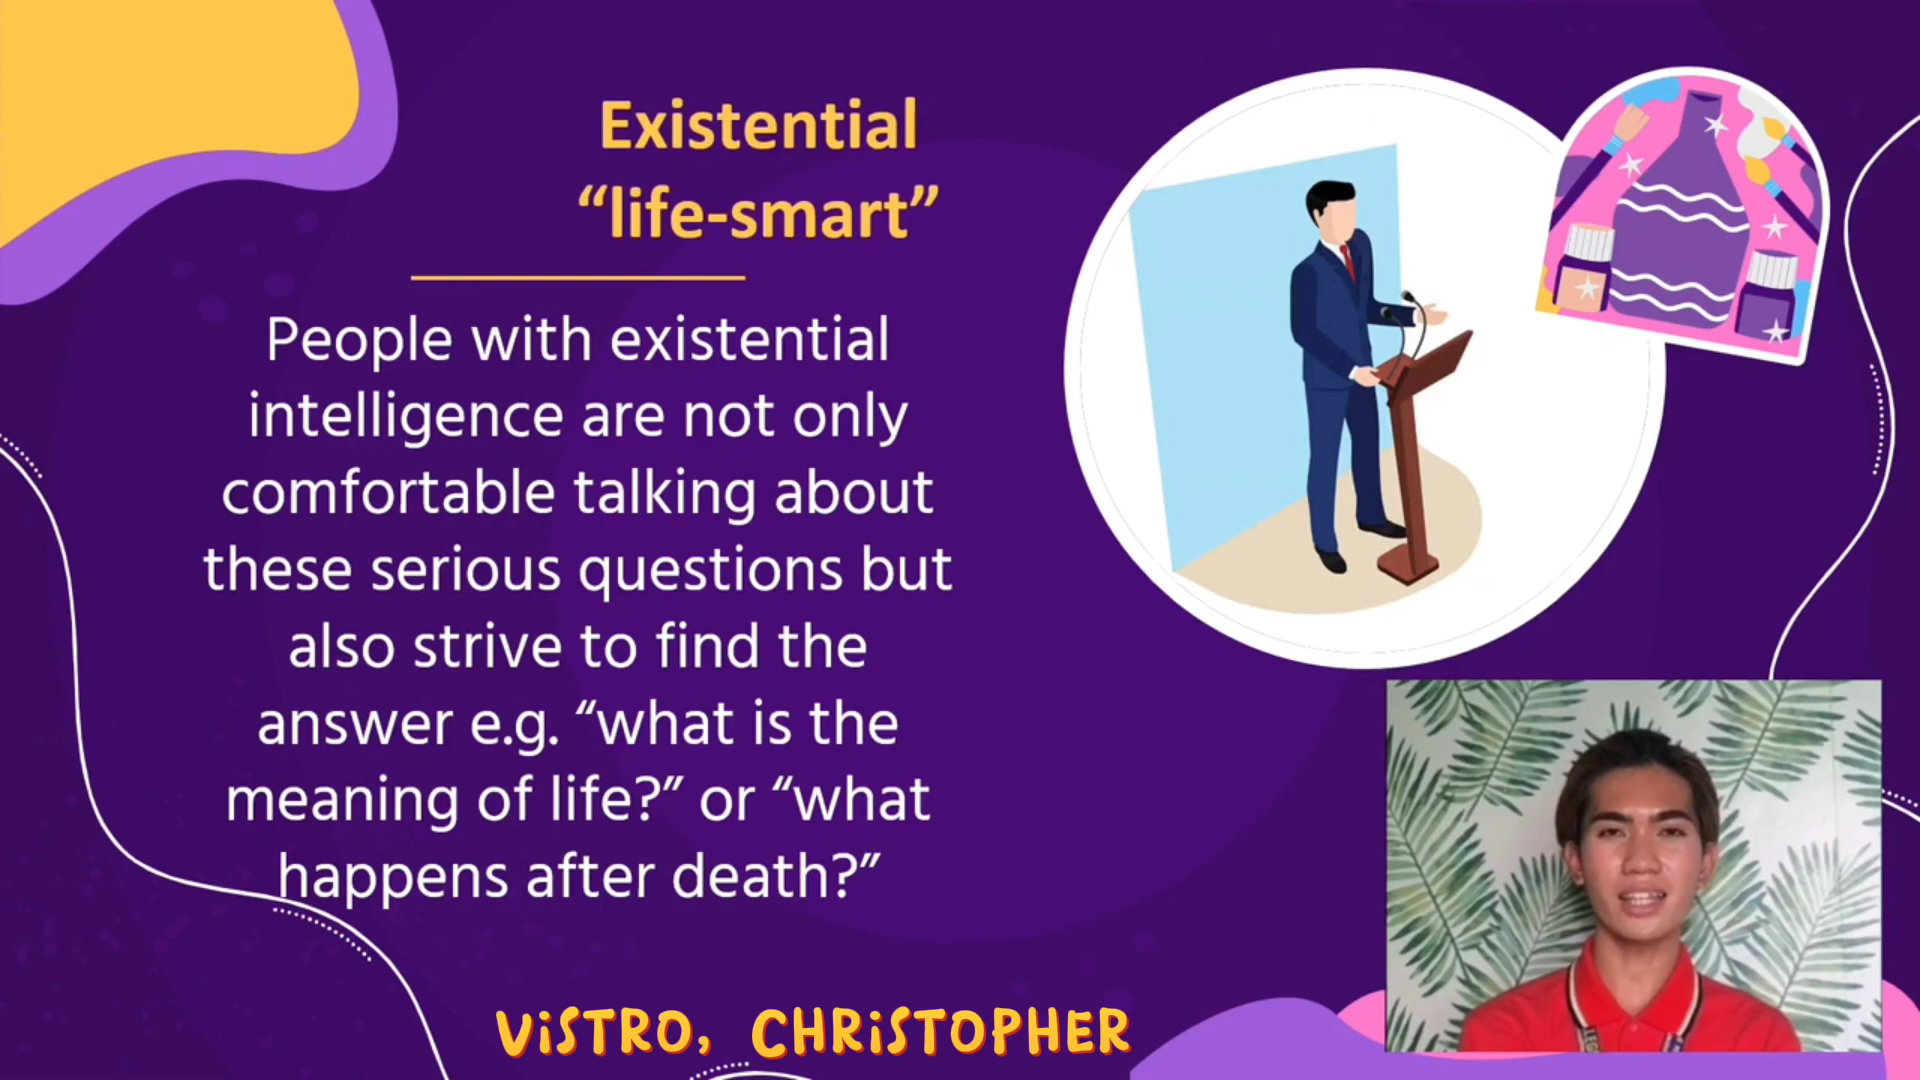 Existential
“life-smart”
People with existential
intelligence are not only
comfortable talking about
these serious questions but
also strive to find the
answer e.g. “what is the
meaning of life?” or “what
happens after death?”
ViSTRO, CHRiSTOPHER